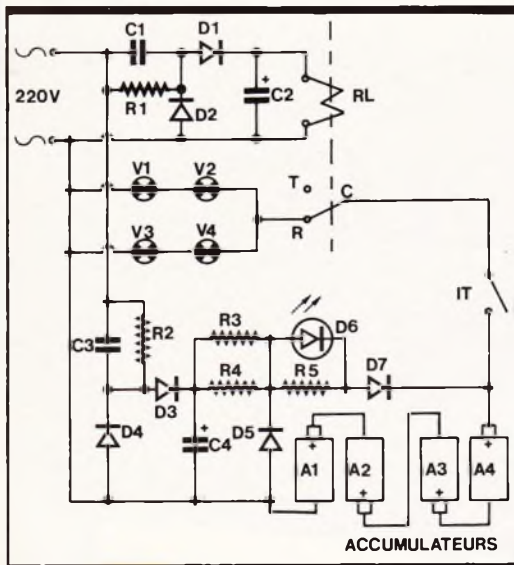 C1 D1
220V R1 D2 + C2 RL
V1 V2
T C
V3 V4 R
IT
C3 R2 R3 D6
D3 R4 R5 D7
D4 + C4 D5 A1 + A2 + A3 + A4 +
ACCUMULATEURS